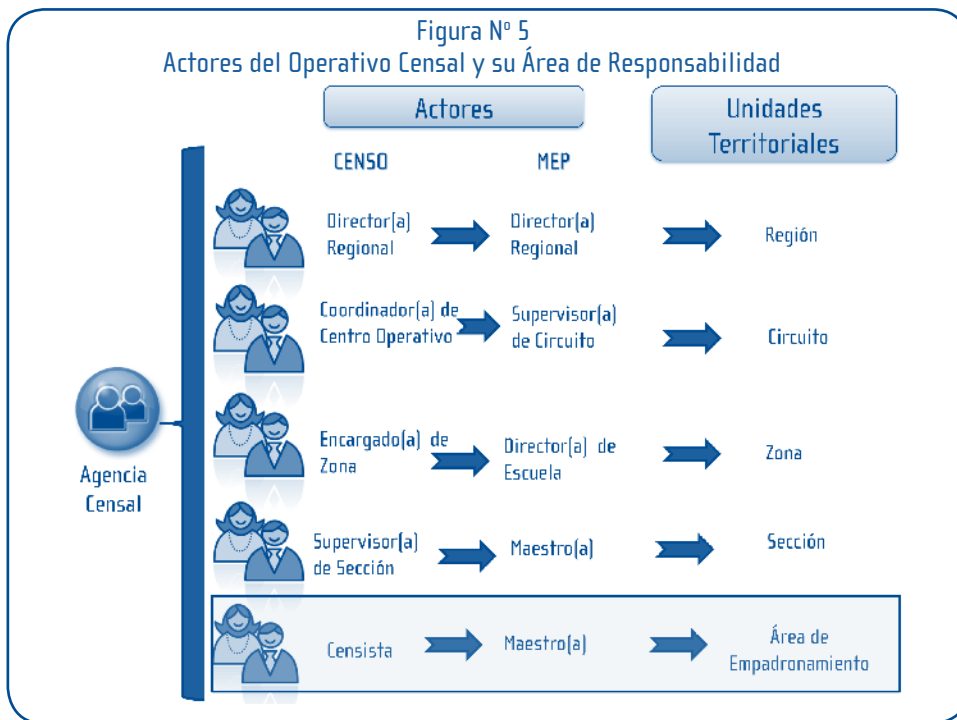 Figura Nº 5
Actores del Operativo Censal y su Área de Responsabilidad
Actores
Unidades
Territoriales
CENSO
MEP
Director(a)
Regional
Director(a)
Regional
Región
Coordinador(a) de
Centro Operativo
Supervisor(a)
de Circuito
Circuito
Encargado(a) de
Zona
Director(a) de
Escuela
Zona
Agencia
Censal
Supervisor(a)
de Sección
Maestro(a)
Sección
Censista
Maestro(a)
Área de
Empadronamiento